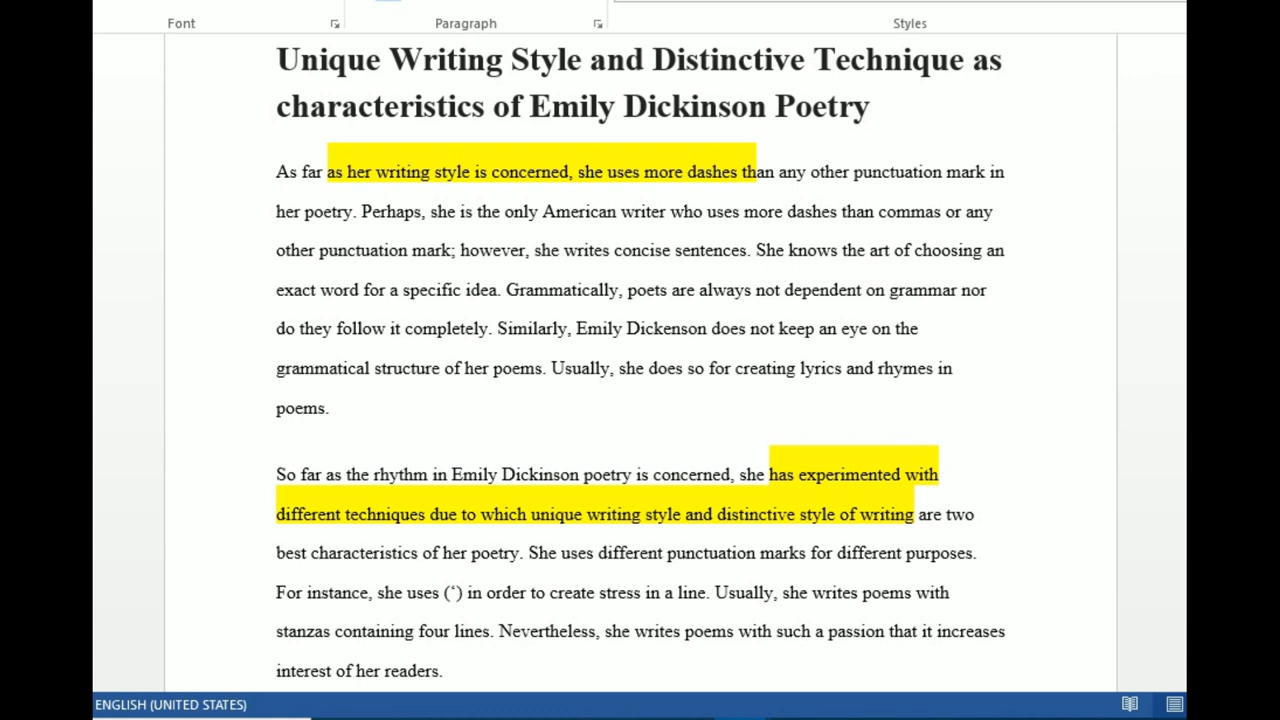 Font Paragraph Styles
Unique Writing Style and Distinctive Technique as
characteristics of Emily Dickinson Poetry
As far as her writing style is concerned, she uses more dashes than any other punctuation mark in
her poetry. Perhaps, she is the only American writer who uses more dashes than commas or any
other punctuation mark; however, she writes concise sentences. She knows the art of choosing an
exact word for a specific idea. Grammatically, poets are always not dependent on grammar nor
do they follow it completely. Similarly, Emily Dickenson does not keep an eye on the
grammatical structure of her poems. Usually, she does so for creating lyrics and rhymes in
poems.
So far as the rhythm in Emily Dickinson poetry is concerned, she has experimented with
different techniques due to which unique writing style and distinctive style of writing are two
best characteristics of her poetry. She uses different punctuation marks for different purposes.
For instance, she uses (‘) in order to create stress in a line. Usually, she writes poems with
stanzas containing four lines. Nevertheless, she writes poems with such a passion that it increases
interest of her readers.
ENGLISH (UNITED STATES)